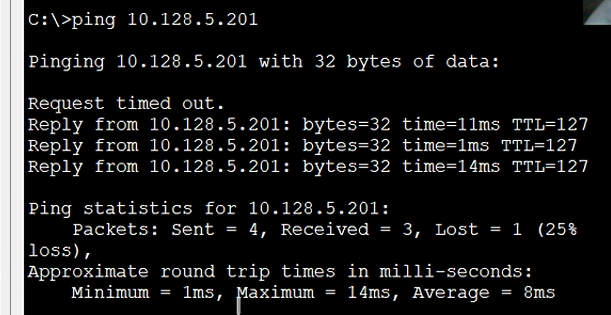 C:\>ping 10.128.5.201
Pinging 10.128.5.201 with 32 bytes of data:
Request timed out.
Reply from 10.128.5.201: bytes=32 time=11ms TTL=127
Reply from 10.128.5.201: bytes=32 time=1ms TTL=127
Reply from 10.128.5.201: bytes=32 time=14ms TTL=127
Ping statistics for 10.128.5.201:
Packets: Sent = 4, Received = 3, Lost = 1 (25%
loss),
Approximate round trip times in milli-seconds:
Minimum = 1ms, Maximum = 14ms, Average = 8ms